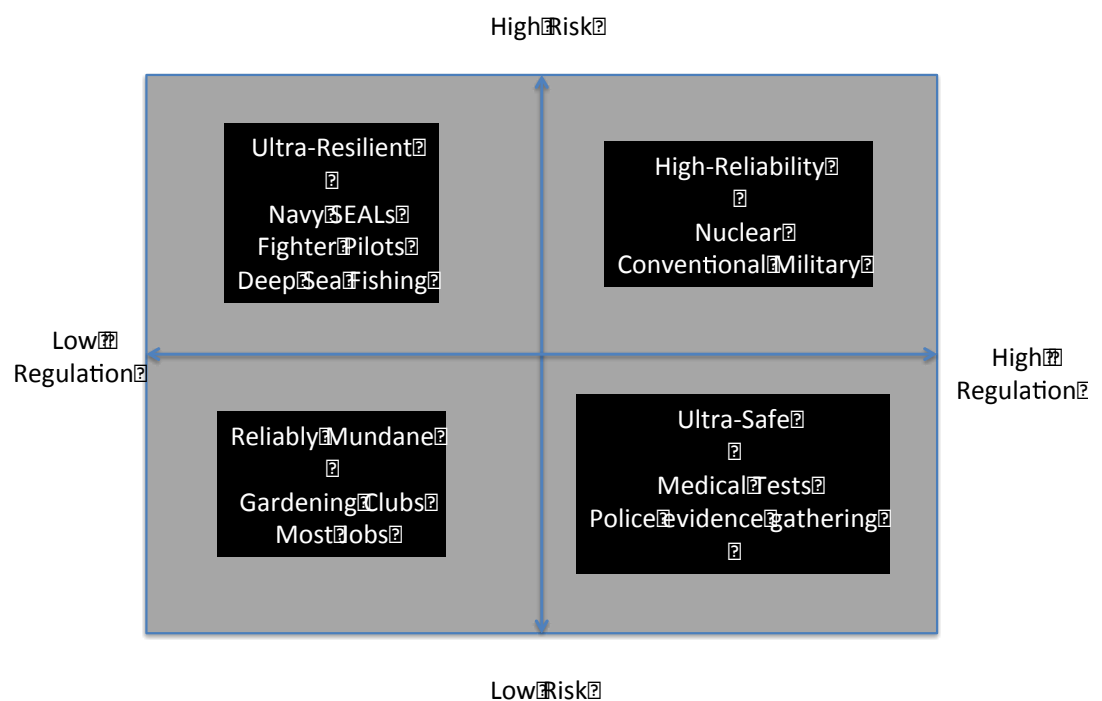 High Risk
Ultra-Resilient
Navy SEALs
Fighter Pilots
Deep Sea Fishing
High-Reliability
Nuclear
Conventional Military
Low
Regulation
High
Regulation
Reliably Mundane
Gardening Clubs
Most Jobs
Ultra-Safe
Medical Tests
Police evidence gathering
Low Risk